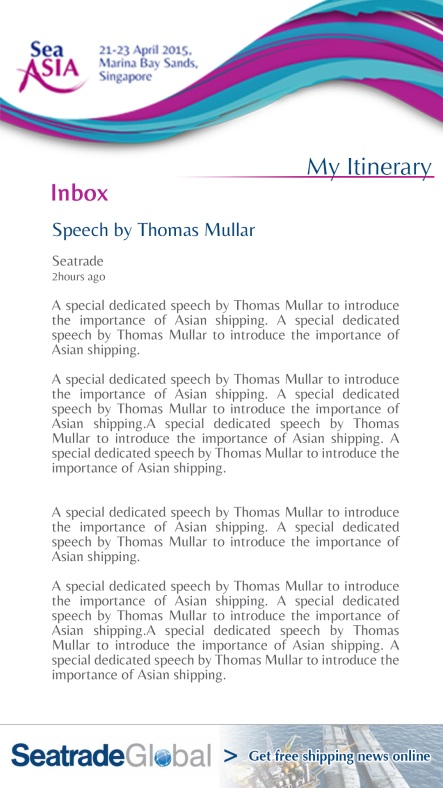 Sea
ASIA
21-23 April 2015,
Marina Bay Sands,
Singapore
My Itinerary
Inbox
Speech by Thomas Mullar
Seatrade
2hours ago
A special dedicated speech by Thomas Mullar to introduce
the importance of Asian shipping. A special dedicated
speech by Thomas Mullar to introduce the importance of
Asian shipping.
A special dedicated speech by Thomas Mullar to introduce
the importance of Asian shipping. A special dedicated
speech by Thomas Mullar to introduce the importance of
Asian shipping.A special dedicated speech by Thomas
Mullar to introduce the importance of Asian shipping. A
special dedicated speech by Thomas Mullar to introduce the
importance of Asian shipping.
A special dedicated speech by Thomas Mullar to introduce
the importance of Asian shipping. A special dedicated
speech by Thomas Mullar to introduce the importance of
Asian shipping.
A special dedicated speech by Thomas Mullar to introduce
the importance of Asian shipping. A special dedicated
speech by Thomas Mullar to introduce the importance of
Asian shipping.A special dedicated speech by Thomas
Mullar to introduce the importance of Asian shipping. A
special dedicated speech by Thomas Mullar to introduce the
importance of Asian shipping.
SeatradeGlobal > Get free shipping news online